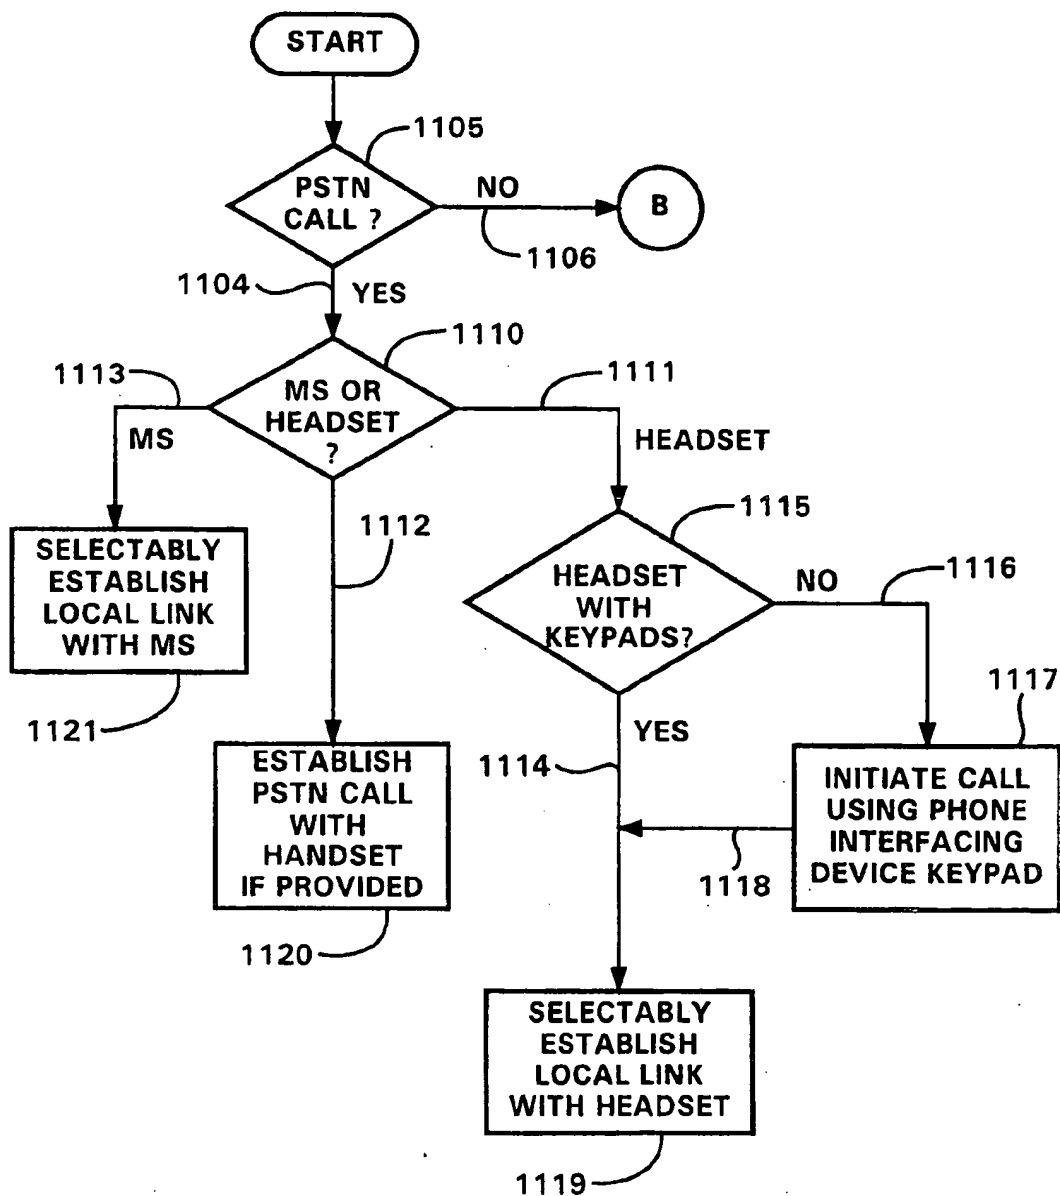 START
1105
PSTN
CALL ?
NO
B
1106
1104
YES
1110
1113
1111
MS OR
HEADSET
?
MS
HEADSET
1112
1115
SELECTABLY
ESTABLISH
LOCAL LINK
WITH MS
HEADSET
WITH
KEYPADS?
NO
1116
1121
1117
YES
1114
ESTABLISH
PSTN CALL
WITH
HANDSET
IF PROVIDED
INITIATE CALL
USING PHONE
INTERFACING
DEVICE KEYPAD
1118
1120
SELECTABLY
ESTABLISH
LOCAL LINK
WITH HEADSET
1119